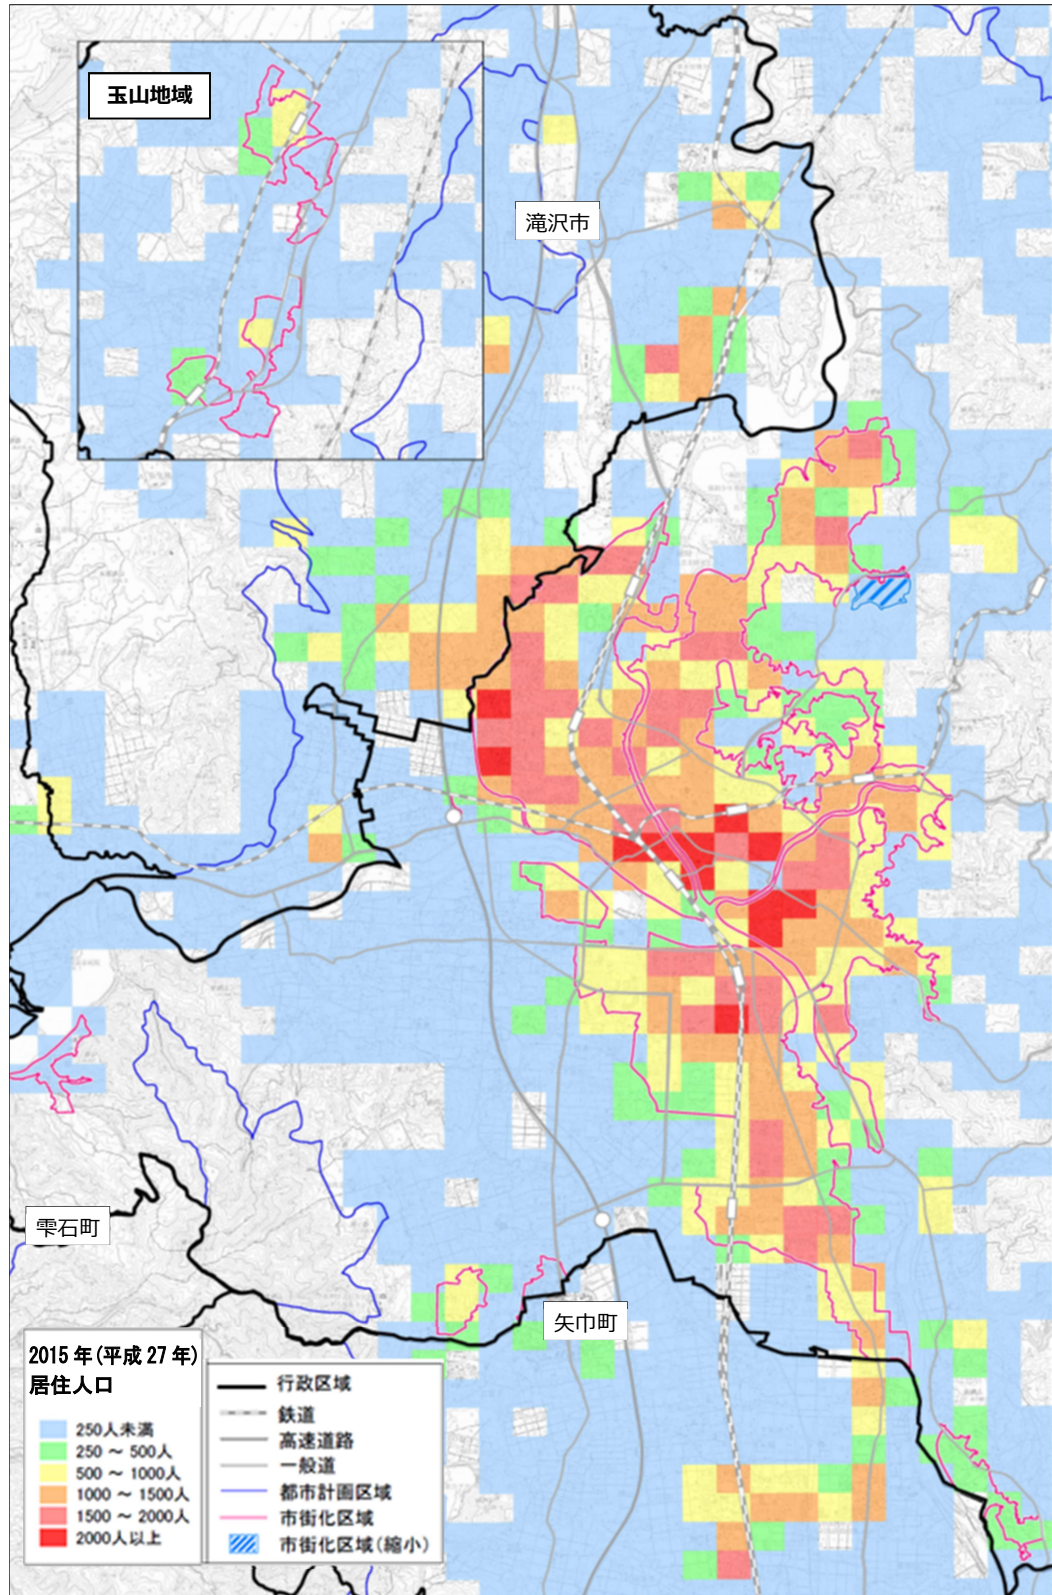 玉山地域
滝沢市
雫石町
矢巾町
2015年(平成27年)
居住人口
250人未満
250 ～ 500人
500 ～ 1000人
1000 ～ 1500人
1500 ～ 2000人
2000人以上
行政区域
鉄道
高速道路
一般道
都市計画区域
市街化区域
市街化区域(縮小)